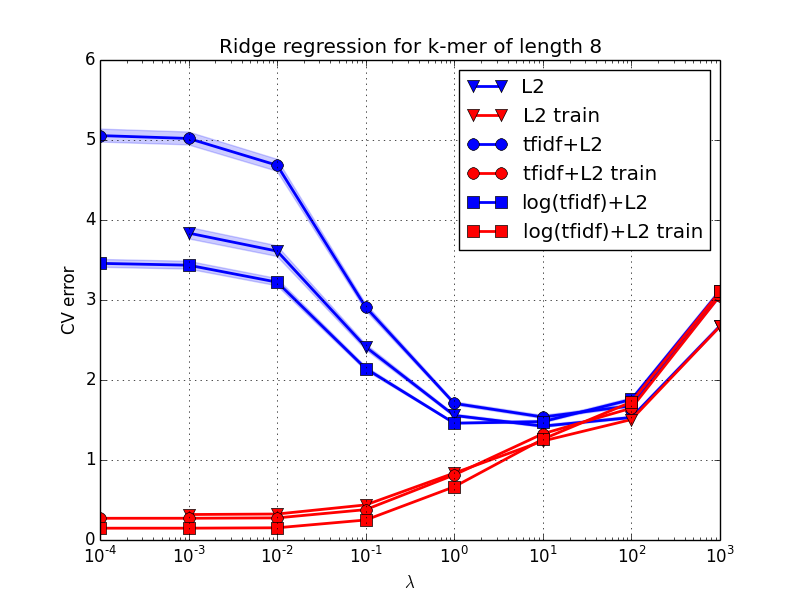 Ridge regression for k-mer of length 8
6
5
4
3
2
1
0
CV error
L2
L2 train
tfidf+L2
tfidf+L2 train
log(tfidf)+L2
log(tfidf)+L2 train
10^-4 10^-3 10^-2 10^-1 10^0 10^1 10^2 10^3
λ